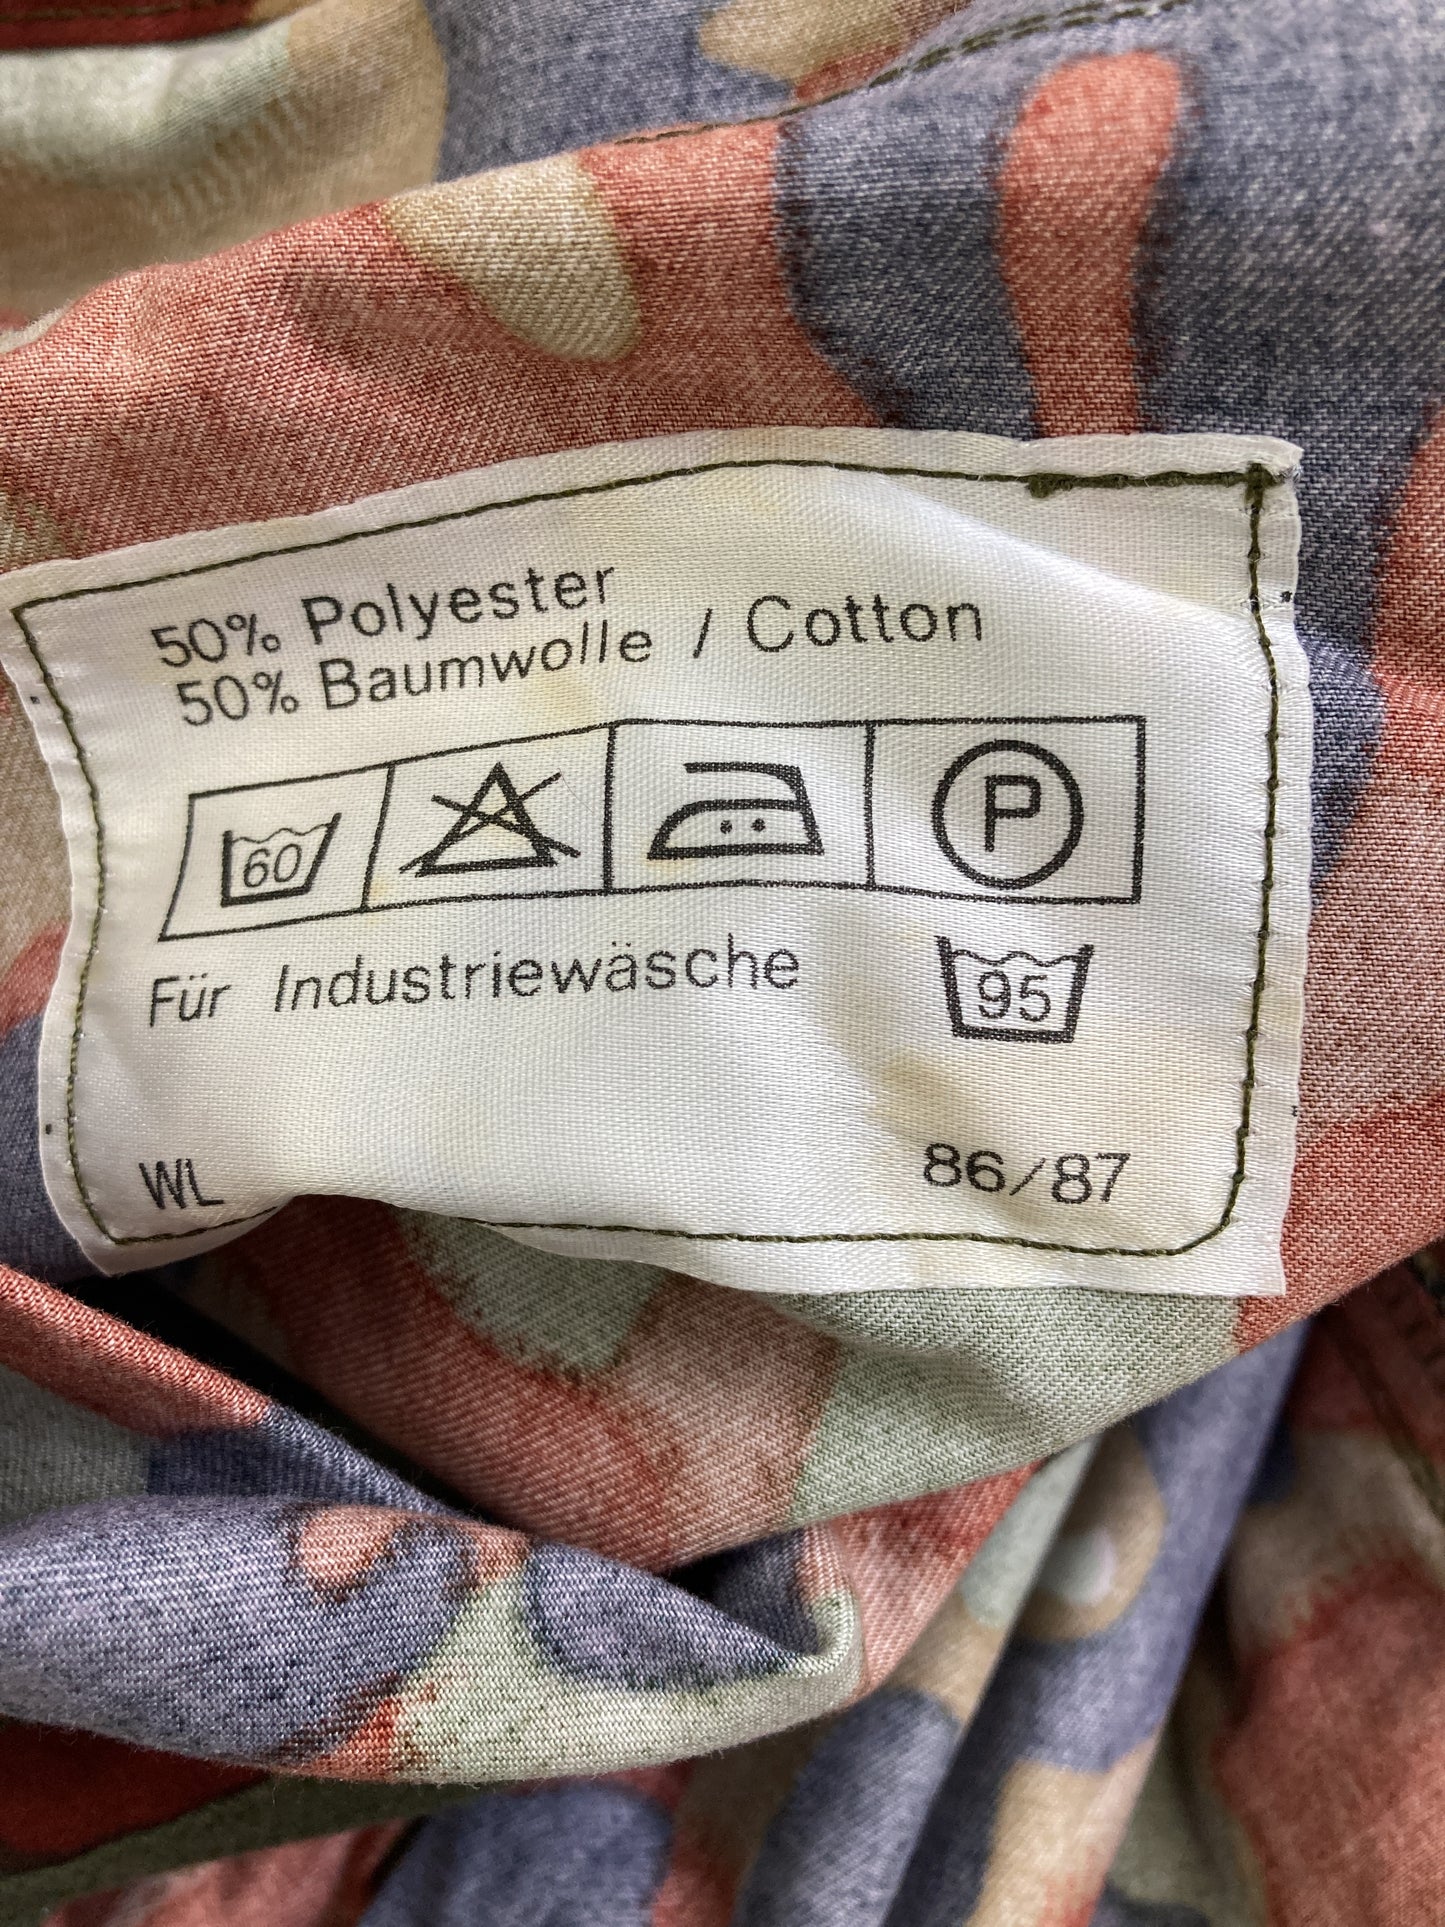 50% Polyester
50% Baumwolle / Cotton
60 P
Für Industriewäsche 95
WL 86/87